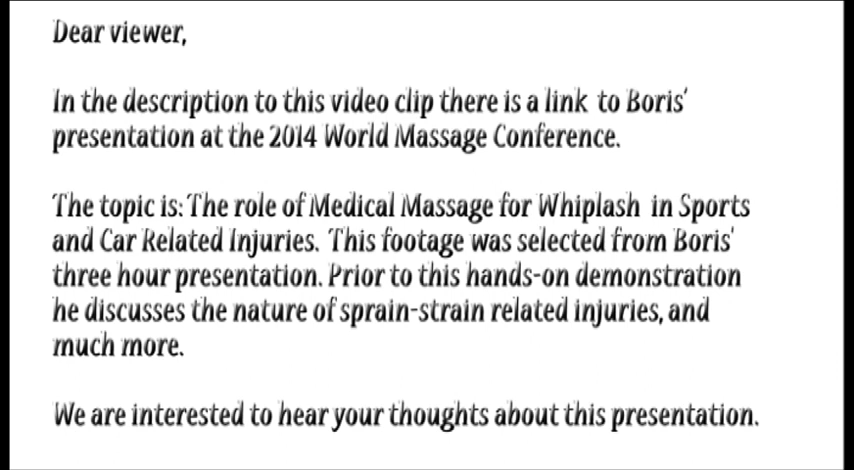 Dear viewer,
In the description to this video clip there is a link to Boris'
presentation at the 2014 World Massage Conference.
The topic is: The role of Medical Massage for Whiplash in Sports
and Car Related Injuries. This footage was selected from Boris'
three hour presentation. Prior to this hands-on demonstration
he discusses the nature of sprain-strain related injuries, and
much more.
We are interested to hear your thoughts about this presentation.